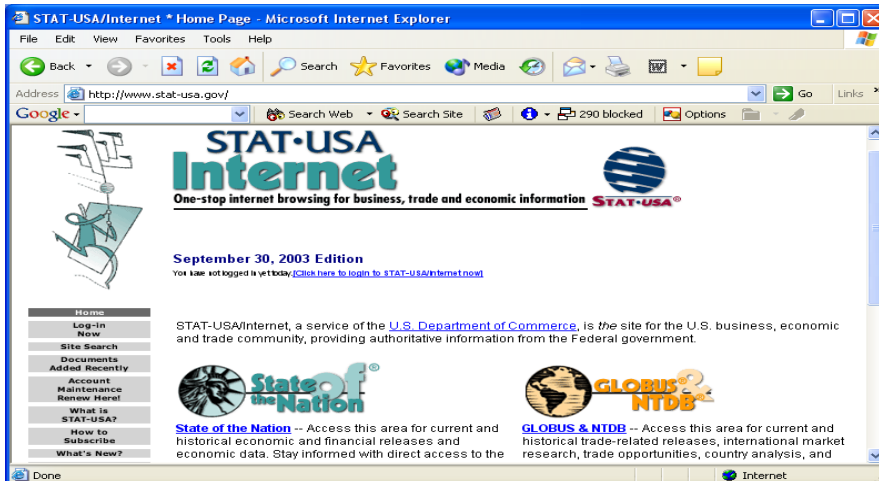 STAT-USA/Internet * Home Page - Microsoft Internet Explorer
File Edit View Favorites Tools Help
Back Search Favorites Media
Address http://www.stat-usa.gov/ Go Links »
Google Search Web Search Site 290 blocked Options
STAT•USA
Internet
One-stop internet browsing for business, trade and economic information STAT-USA®
September 30, 2003 Edition
You have not logged in yet today.[Click here to login to STAT-USA/Internet now]
Home
Log-in
Now
Site Search
Documents
Added Recently
Account
Maintenance
Renew Here!
What is
STAT-USA?
How to
Subscribe
What's New?
STAT-USA/Internet, a service of the U.S. Department of Commerce, is the site for the U.S. business, economic
and trade community, providing authoritative information from the Federal government.
State of
the Nation®
State of the Nation -- Access this area for current and
historical economic and financial releases and
economic data. Stay informed with direct access to the
GLOBUS® &
NTDB
GLOBUS & NTDB -- Access this area for current and
historical trade-related releases, international market
research, trade opportunities, country analysis, and
Done Internet